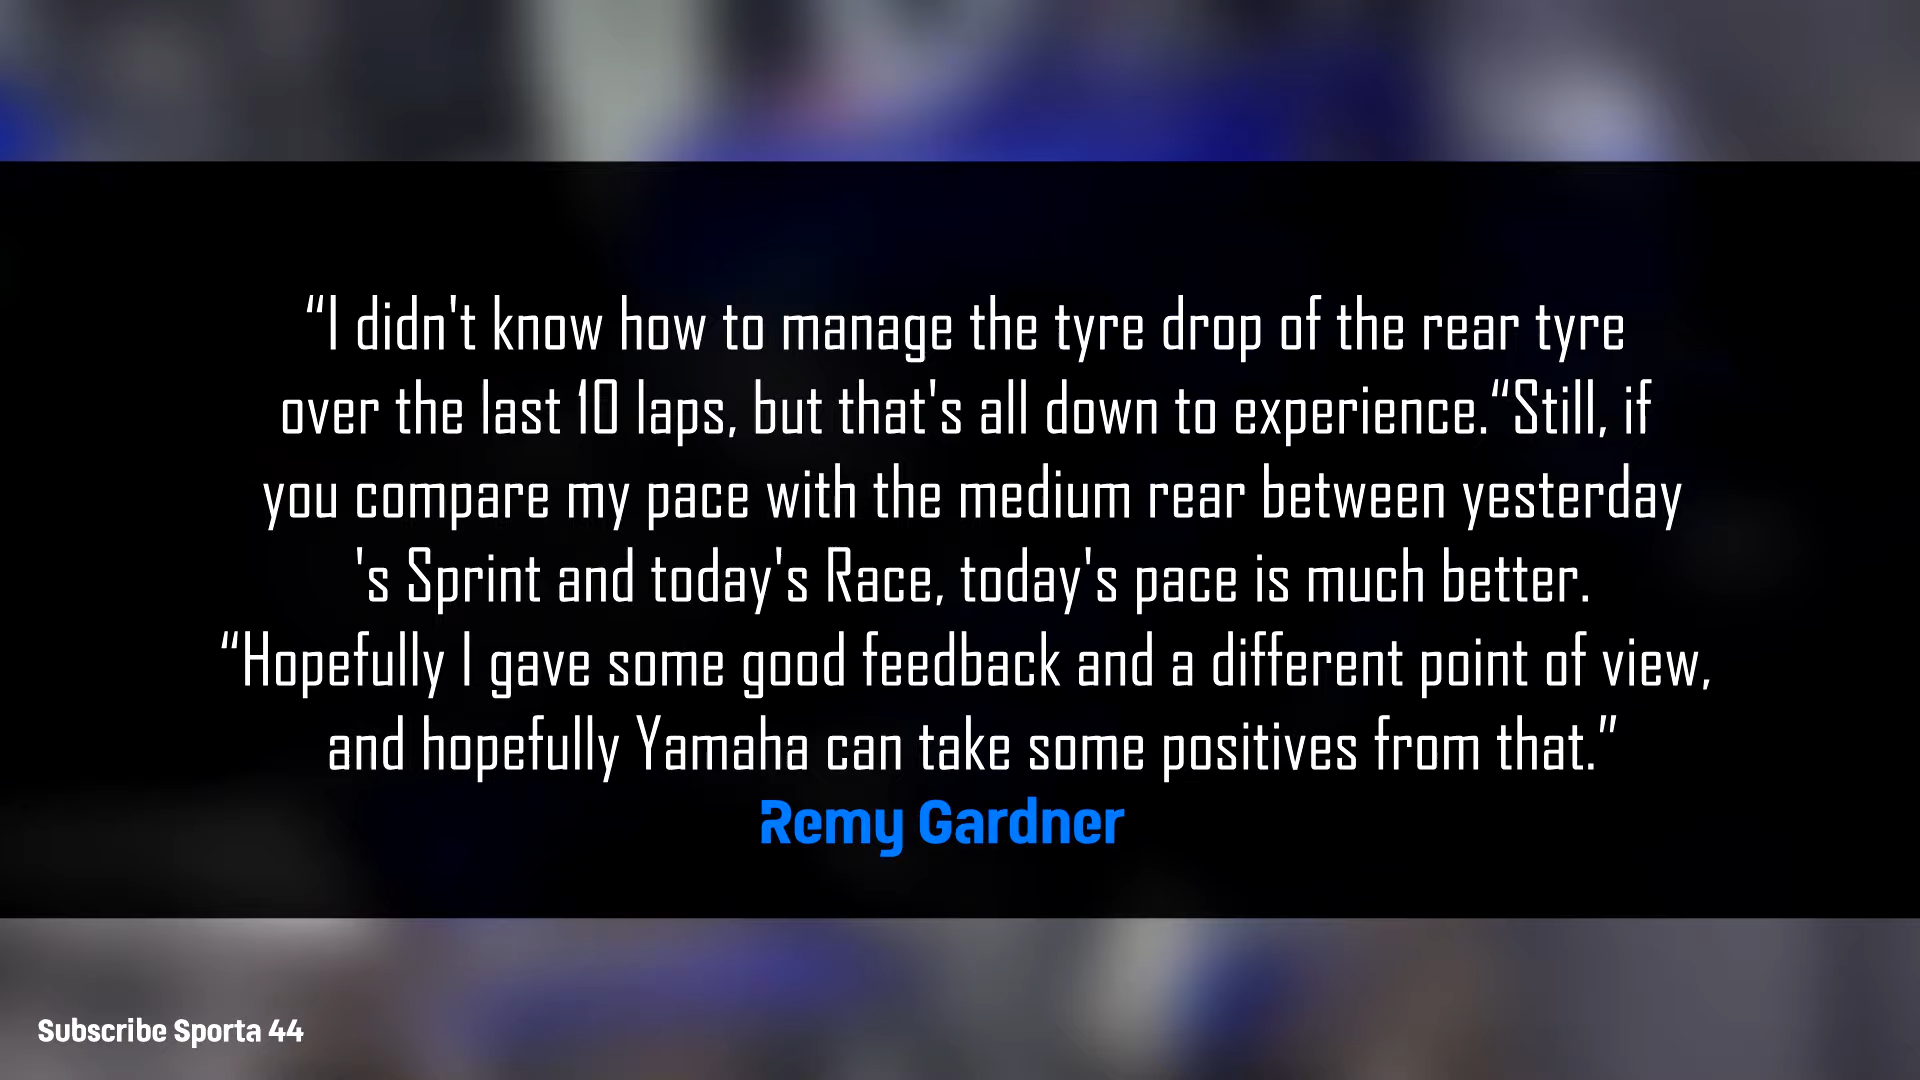 “I didn't know how to manage the tyre drop of the rear tyre
over the last 10 laps, but that's all down to experience.“Still, if
you compare my pace with the medium rear between yesterday
's Sprint and today's Race, today's pace is much better.
“Hopefully I gave some good feedback and a different point of view,
and hopefully Yamaha can take some positives from that.”
Remy Gardner
Subscribe Sporta 44